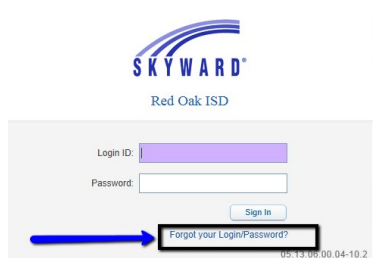 SKYWARD®
Red Oak ISD
Login ID:
Password:
Sign In
Forgot your Login/Password?
05.13.06.00.04-10.2